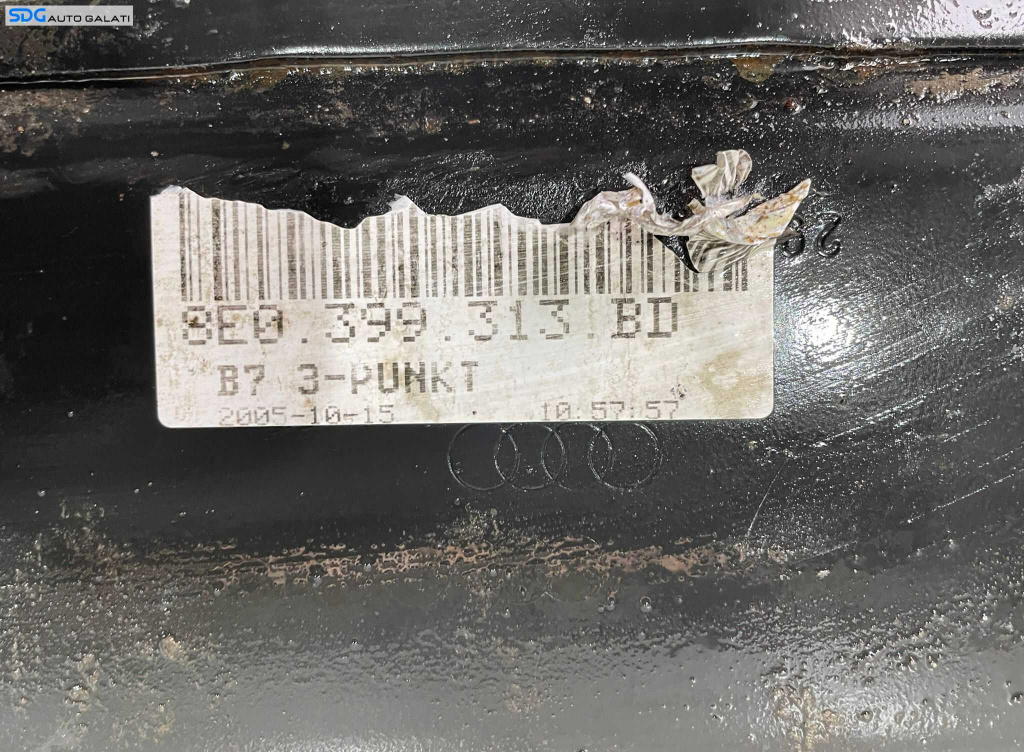 SDG AUTO GALATI
8E0.399.313.BD
B7 3-PUNKT
2005-10-15 10:57:57